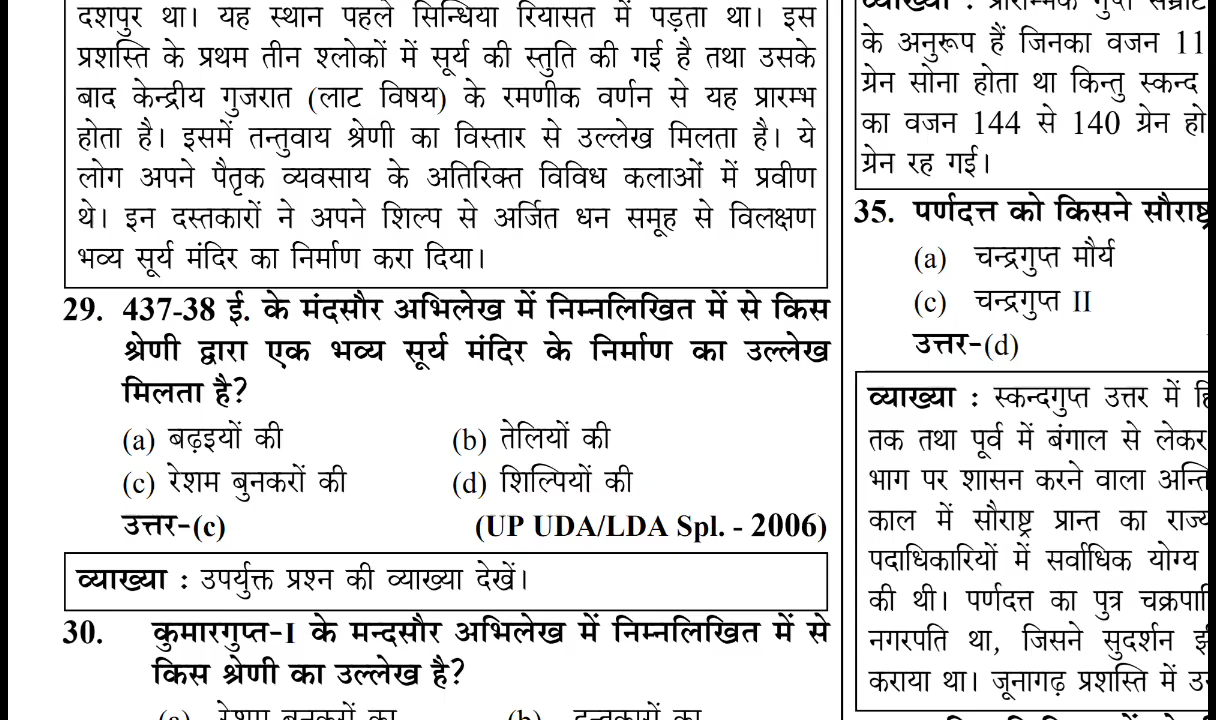 दशपुर था। यह स्थान पहले सिन्धिया रियासत में पड़ता था। इस
प्रशस्ति के प्रथम तीन श्लोकों में सूर्य की स्तुति की गई है तथा उसके
बाद केन्द्रीय गुजरात (लाट विषय) के रमणीक वर्णन से यह प्रारम्भ
होता है। इसमें तन्तुवाय श्रेणी का विस्तार से उल्लेख मिलता है। ये
लोग अपने पैतृक व्यवसाय के अतिरिक्त विविध कलाओं में प्रवीण
थे। इन दस्तकारों ने अपने शिल्प से अर्जित धन समूह से विलक्षण
भव्य सूर्य मंदिर का निर्माण करा दिया।
29. 437-38 ई. के मंदसौर अभिलेख में निम्नलिखित में से किस
श्रेणी द्वारा एक भव्य सूर्य मंदिर के निर्माण का उल्लेख
मिलता है?
(a) बढ़इयों की (b) तेलियों की
(c) रेशम बुनकरों की (d) शिल्पियों की
उत्तर-(c) (UP UDA/LDA Spl. - 2006)
व्याख्या : उपर्युक्त प्रश्न की व्याख्या देखें।
30. कुमारगुप्त-I के मन्दसौर अभिलेख में निम्नलिखित में से
किस श्रेणी का उल्लेख है?
(a) रेशम बुनकरों का (b)
व्याख्या : प्रारम्भिक गुप्त सम्राट
के अनुरूप हैं जिनका वजन 11
ग्रेन सोना होता था किन्तु स्कन्द
का वजन 144 से 140 ग्रेन हो
ग्रेन रह गई।
35. पर्णदत्त को किसने सौराष्ट्र
(a) चन्द्रगुप्त मौर्य
(c) चन्द्रगुप्त II
उत्तर-(d)
व्याख्या : स्कन्दगुप्त उत्तर में
तक तथा पूर्व में बंगाल से लेकर
भाग पर शासन करने वाला
काल में सौराष्ट्र प्रान्त का
पदाधिकारियों में सर्वाधिक योग्य
की थी। पर्णदत्त का पुत्र
नगरपति था, जिसने सुदर्शन
कराया था। जूनागढ़ प्रशस्ति में